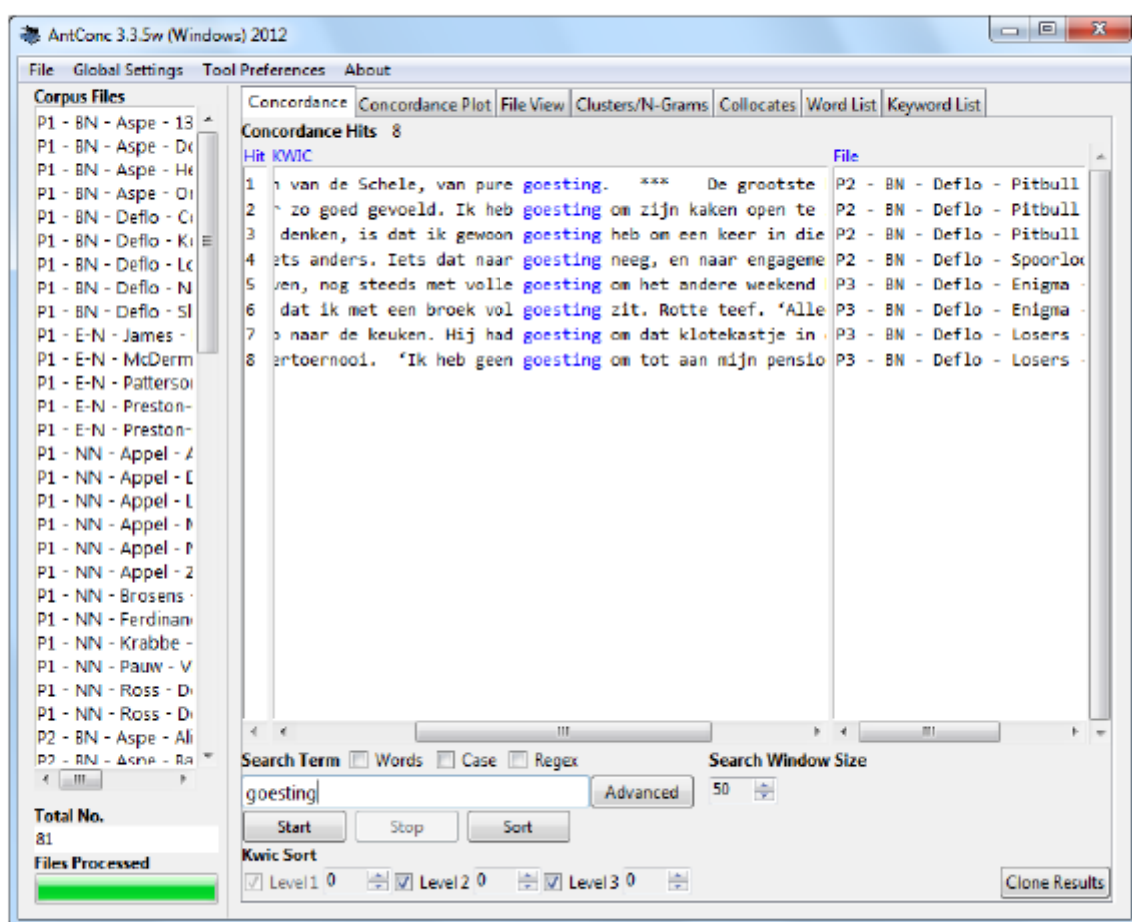 AntConc 3.3.5w (Windows) 2012
File Global Settings Tool Preferences About
Corpus Files
P1 - BN - Aspe - 13
P1 - BN - Aspe - De
P1 - BN - Aspe - He
P1 - BN - Aspe -
P1 - BN - Deflo -
P1 - BN - Deflo -
P1 - BN - Deflo -
P1 - BN - Deflo - N
P1 - BN - Deflo - Sl
P1 - E-N - James -
P1 - E-N - McDerm
P1 - E-N - Patterso
P1 - E-N - Preston-
P1 - E-N - Preston-
P1 - NN - Appel -
P1 - NN - Appel -
P1 - NN - Appel -
P1 - NN - Appel -
P1 - NN - Appel -
P1 - NN - Appel - 2
P1 - NN - Brosens -
P1 - NN - Ferdinan
P1 - NN - Krabbe -
P1 - NN - Pauw - V
P1 - NN - Ross -
P1 - NN - Ross -
P2 - BN - Aspe - Ali
P2 - BN - Aspe - Ba
Total No.
81
Files Processed
Concordance Concordance Plot File View Clusters/N-Grams Collocates Word List Keyword List
Concordance Hits 8
Hit KWIC File
1 n van de Schele, van pure goesting. *** De grootste P2 - BN - Deflo - Pitbull
2 zo goed gevoeld. Ik heb goesting om zijn kaken open te P2 - BN - Deflo - Pitbull
3 denken, is dat ik gewoon goesting heb om een keer in die P2 - BN - Deflo - Pitbull
4 ets anders. Iets dat naar goesting neeg, en naar engageme P2 - BN - Deflo - Spoorloo
5 ven, nog steeds met volle goesting om het andere weekend P3 - BN - Deflo - Enigma -
6 dat ik met een broek vol goesting zit. Rotte teef. ‘Alle P3 - BN - Deflo - Enigma -
7 naar de keuken. Hij had goesting om dat klotekastje in P3 - BN - Deflo - Losers -
8 ertoernooi. ‘Ik heb geen goesting om tot aan mijn pensio P3 - BN - Deflo - Losers -
Search Term Words Case Regex Search Window Size
goesting Advanced 50
Start Stop Sort
Kwic Sort
Level 1 0 Level 2 0 Level 3 0 Clone Results